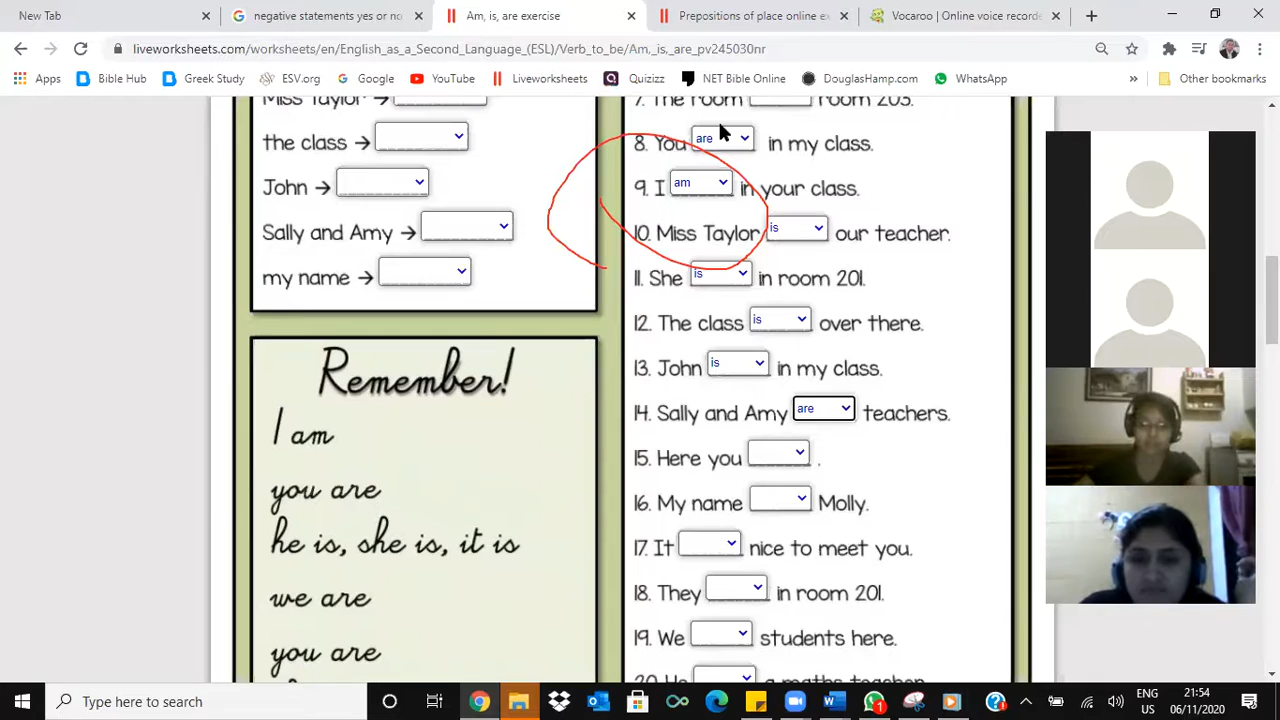 New Tab
negative statements yes or no
Am, is, are exercise
Prepositions of place online ex
Vocaroo | Online voice recorde
liveworksheets.com/worksheets/en/English_as_a_Second_Language_(ESL)/Verb_to_be/Am,_is,_are_pv245030nr
Apps
Bible Hub
Greek Study
ESV.org
Google
YouTube
Liveworksheets
Quizizz
NET Bible Online
DouglasHamp.com
WhatsApp
»
Other bookmarks
Miss Taylor →
the class →
John →
Sally and Amy →
my name →
Remember!
I am
you are
he is, she is, it is
we are
you are
7. The room room 203.
8. You are in my class.
9. I am in your class.
10. Miss Taylor is our teacher.
11. She is in room 201.
12. The class is over there.
13. John is in my class.
14. Sally and Amy are teachers.
15. Here you .
16. My name Molly.
17. It nice to meet you.
18. They in room 201.
19. We students here.
20. He a maths teacher.
Type here to search
1
ENG
21:54
06/11/2020